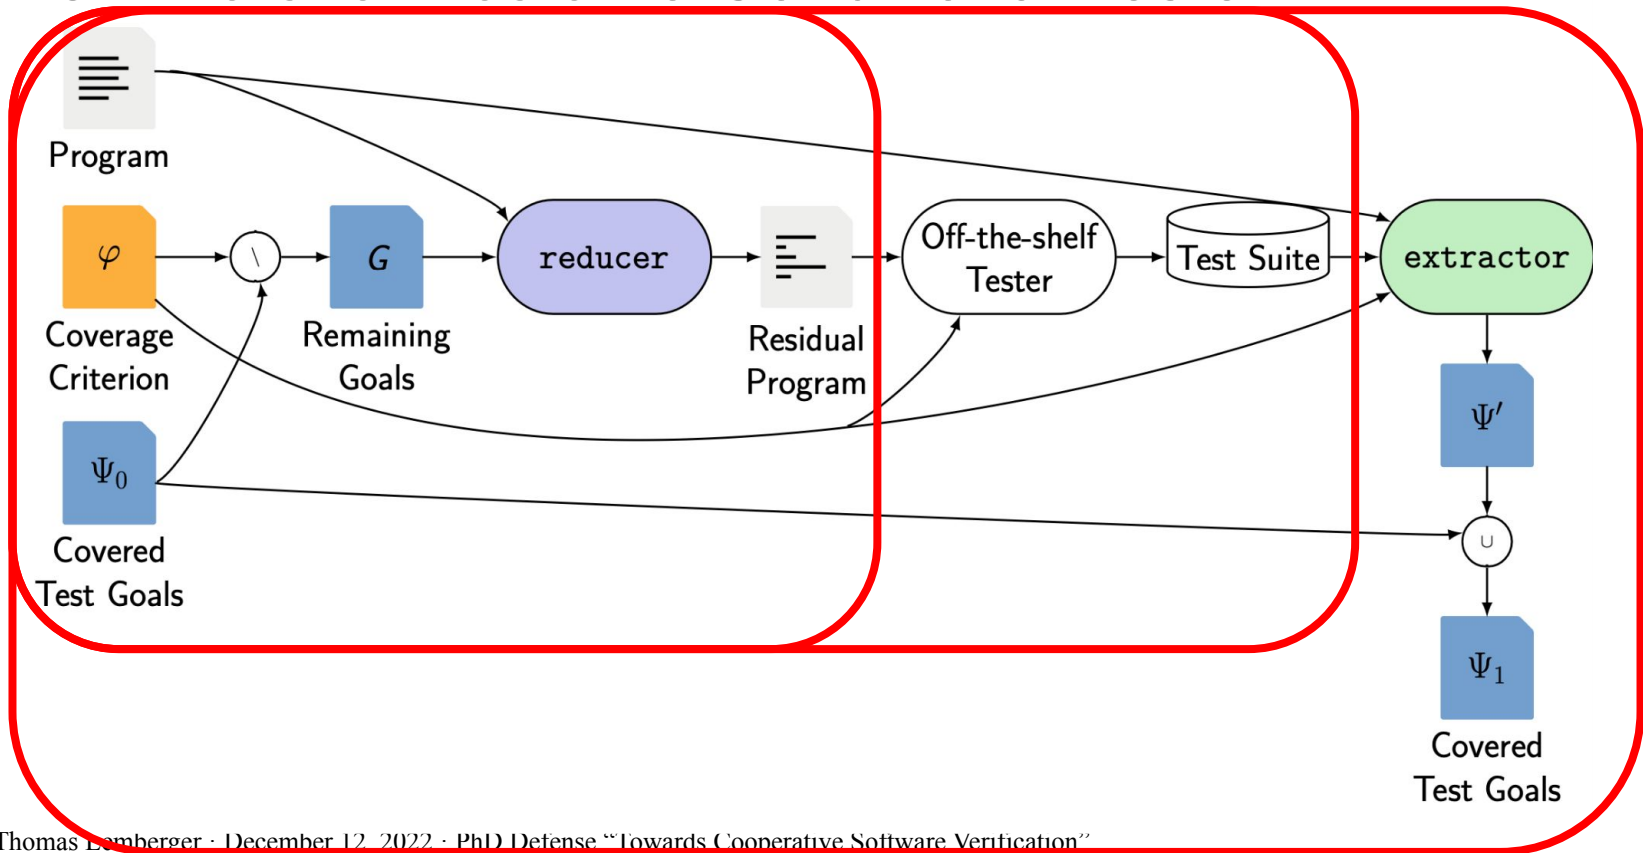 Program
φ
\
G
reducer
Off-the-shelf
Tester
Test Suite
extractor
Coverage
Criterion
Remaining
Goals
Residual
Program
Ψ′
Ψ0
Covered
Test Goals
∪
Ψ1
Covered
Test Goals
Thomas Lemberger · December 12, 2022 · PhD Defense “Towards Cooperative Software Verification”